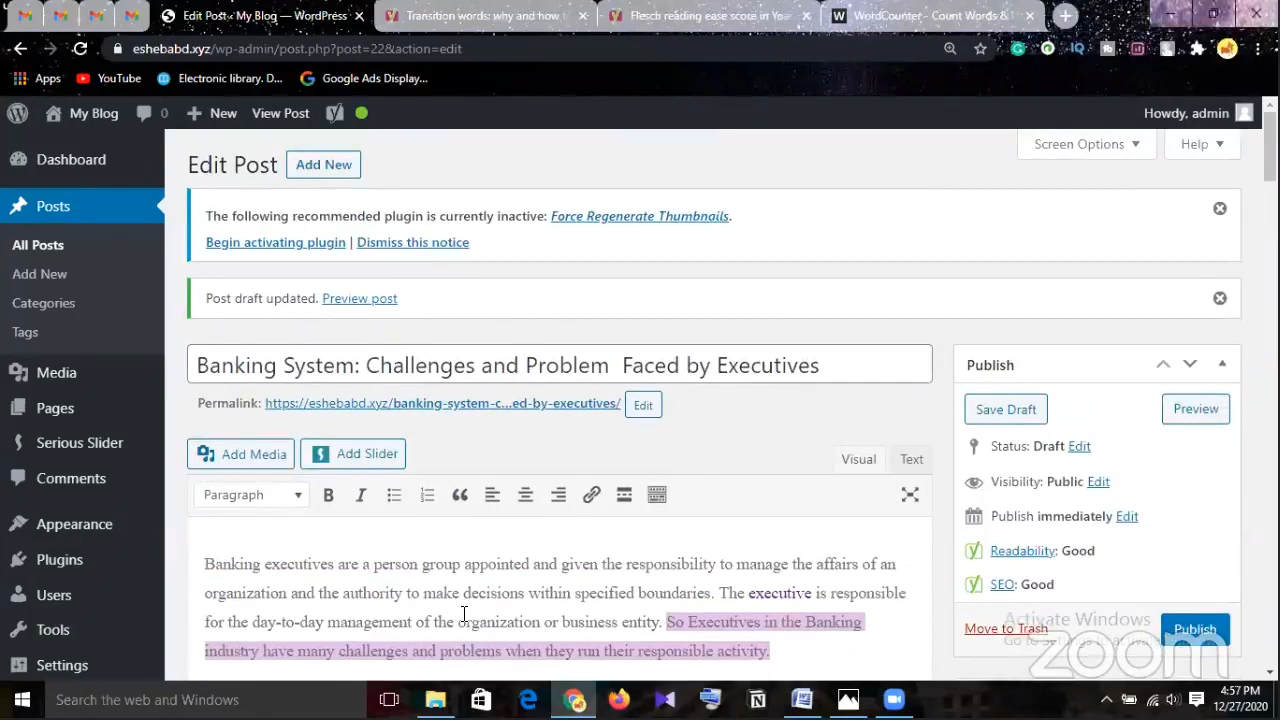 Edit Post ‹ My Blog — WordPress
Transition words: why and how
Flesch reading ease score in Yoa
WordCounter - Count Words &
eshebabd.xyz/wp-admin/post.php?post=22&action=edit
Apps
YouTube
Electronic library. D...
Google Ads Display...
My Blog
0
New
View Post
Howdy, admin
Dashboard
Edit Post
Add New
Screen Options
Help
Posts
The following recommended plugin is currently inactive: Force Regenerate Thumbnails.
Begin activating plugin | Dismiss this notice
All Posts
Add New
Categories
Tags
Post draft updated. Preview post
Media
Pages
Serious Slider
Comments
Appearance
Plugins
Users
Tools
Settings
Banking System: Challenges and Problem  Faced by Executives
Permalink: https://eshebabd.xyz/banking-system-c...ed-by-executives/
Edit
Add Media
Add Slider
Visual
Text
Paragraph
Banking executives are a person group appointed and given the responsibility to manage the affairs of an
organization and the authority to make decisions within specified boundaries. The executive is responsible
for the day-to-day management of the organization or business entity. So Executives in the Banking
industry have many challenges and problems when they run their responsible activity.
Publish
Save Draft
Preview
Status: Draft Edit
Visibility: Public Edit
Publish immediately Edit
Readability: Good
SEO: Good
Move to Trash
Publish
Activate Windows
zoom
Search the web and Windows
4:57 PM
12/27/2020